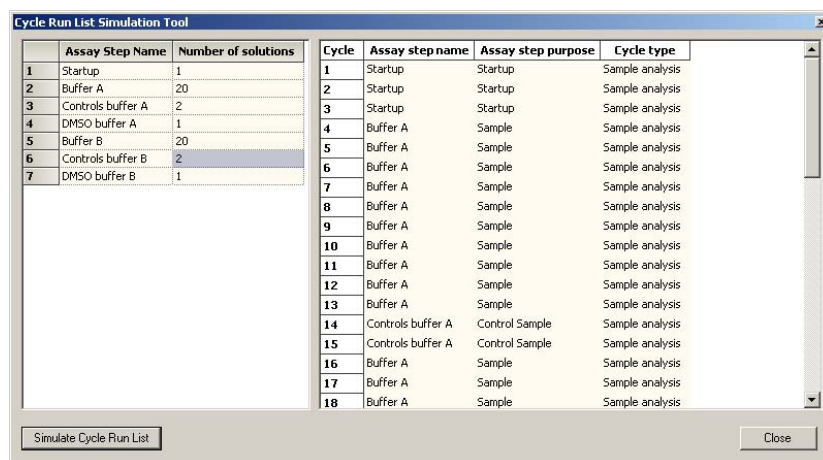 Cycle Run List Simulation Tool
Assay Step Name Number of solutions
1 Startup 1
2 Buffer A 20
3 Controls buffer A 2
4 DMSO buffer A 1
5 Buffer B 20
6 Controls buffer B 2
7 DMSO buffer B 1
Cycle Assay step name Assay step purpose Cycle type
1 Startup Startup Sample analysis
2 Startup Startup Sample analysis
3 Startup Startup Sample analysis
4 Buffer A Sample Sample analysis
5 Buffer A Sample Sample analysis
6 Buffer A Sample Sample analysis
7 Buffer A Sample Sample analysis
8 Buffer A Sample Sample analysis
9 Buffer A Sample Sample analysis
10 Buffer A Sample Sample analysis
11 Buffer A Sample Sample analysis
12 Buffer A Sample Sample analysis
13 Buffer A Sample Sample analysis
14 Controls buffer A Control Sample Sample analysis
15 Controls buffer A Control Sample Sample analysis
16 Buffer A Sample Sample analysis
17 Buffer A Sample Sample analysis
18 Buffer A Sample Sample analysis
Simulate Cycle Run List
Close